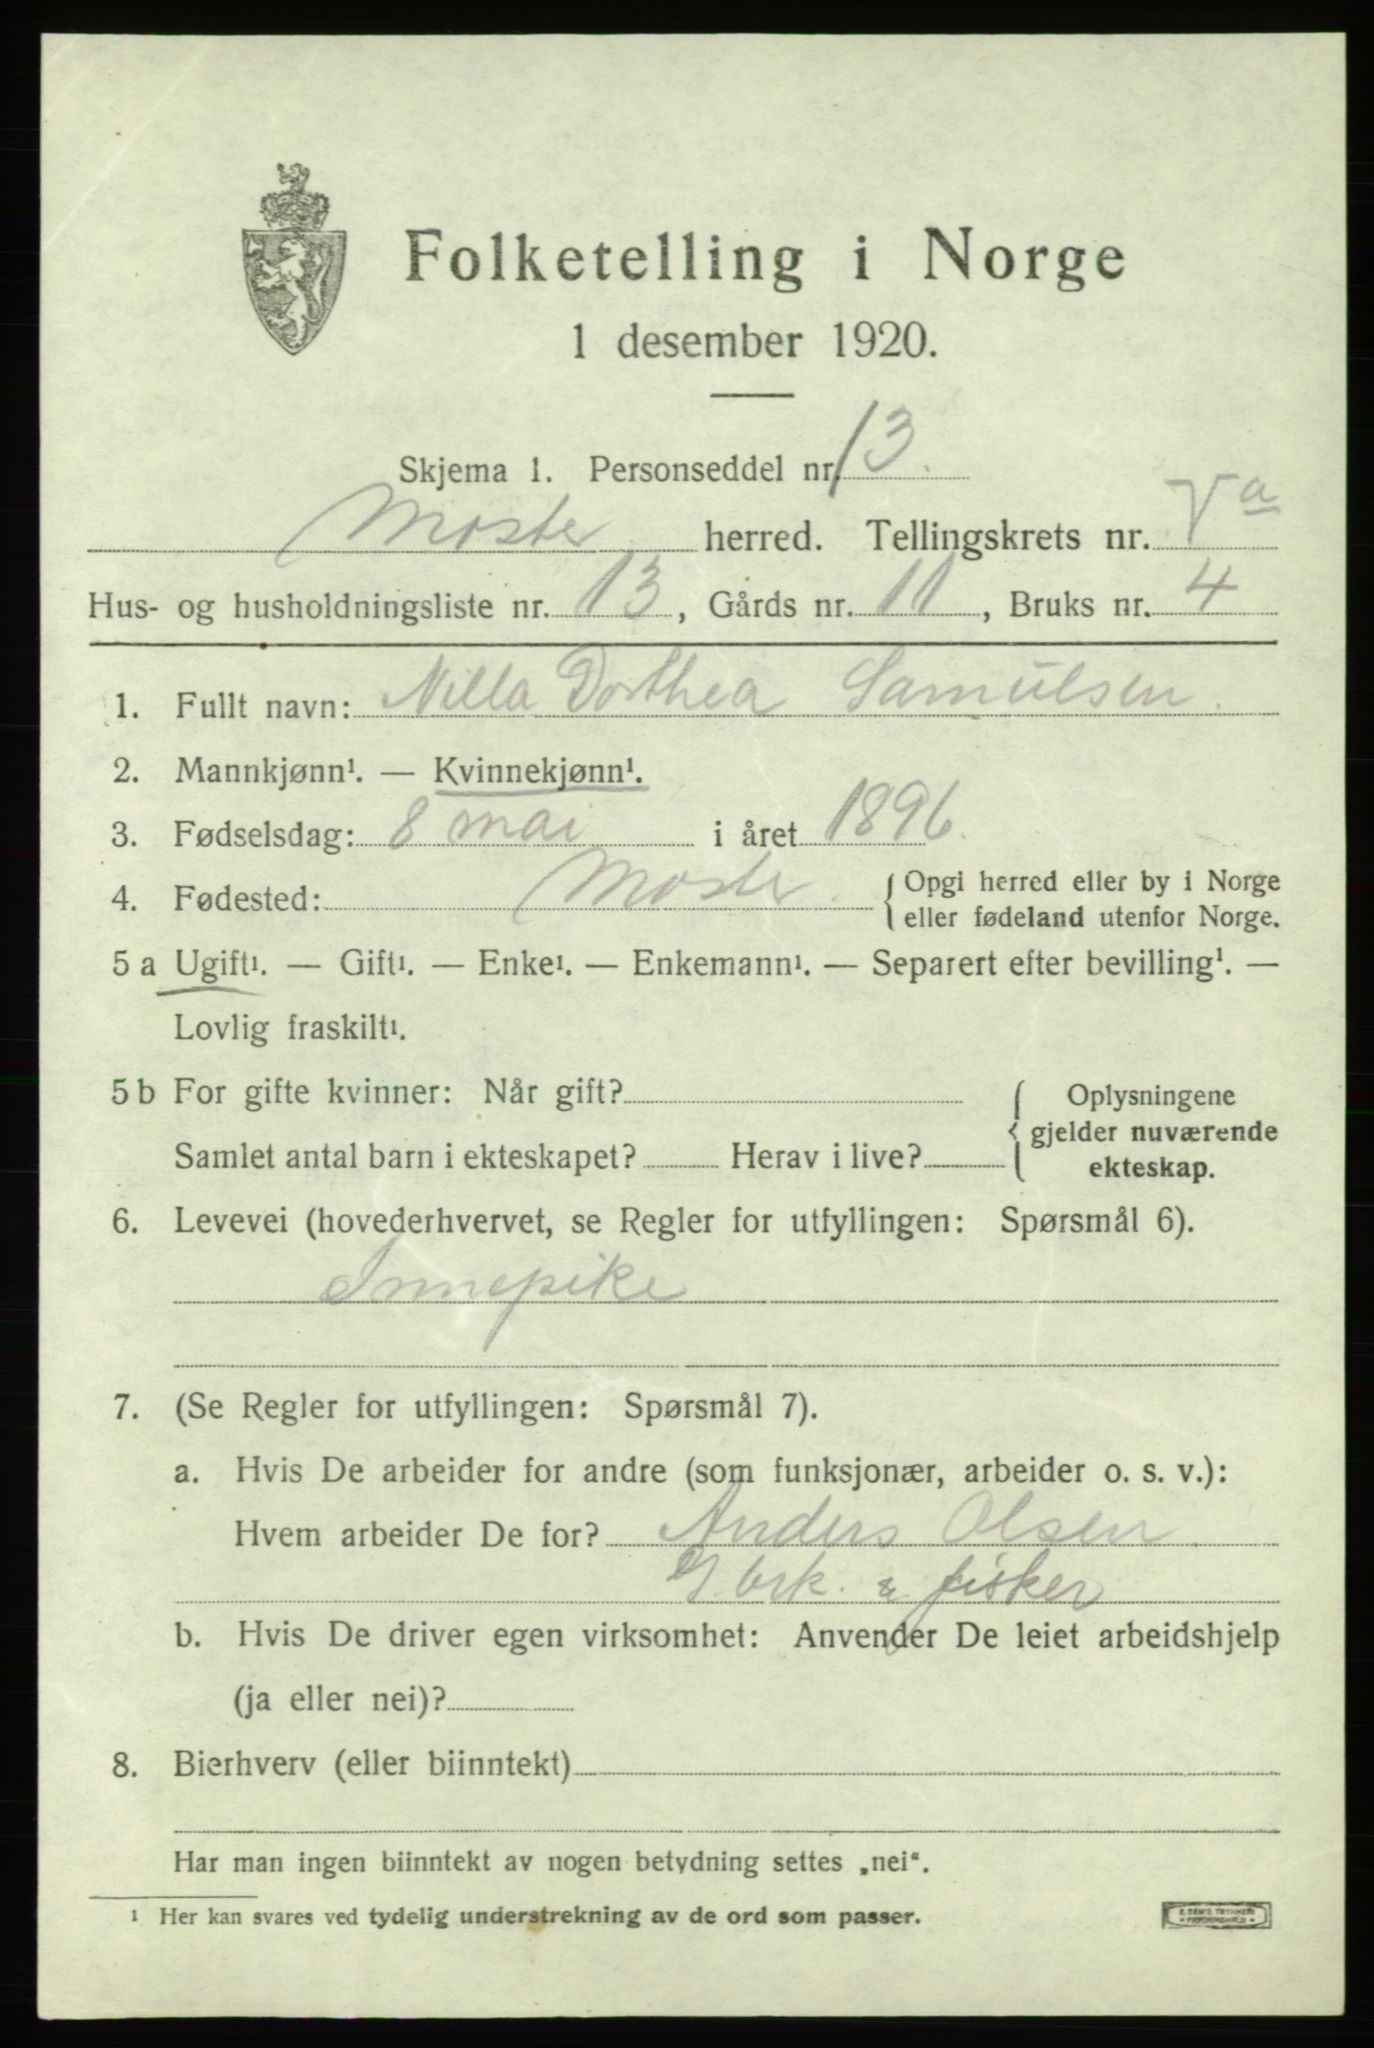 Folketelling i Norge
1 desember 1920.
Skjema 1. Personseddel nr. 13.
Moster herred. Tellingskrets nr. Va
Hus- og husholdningsliste nr. 13, Gårds nr. 11, Bruks nr. 4
1. Fullt navn: Nilla Dorthea Samuelsen.
2. Mannkjønn¹. — Kvinnekjønn¹.
3. Fødselsdag: 8 mai i året 1896.
4. Fødested: Moster. { Opgi herred eller by i Norge
eller fødeland utenfor Norge.
5 a Ugift¹. — Gift¹. — Enke¹. — Enkemann¹. — Separert efter bevilling¹. —
Lovlig fraskilt¹.
5 b For gifte kvinner: Når gift? { Oplysningene
gjelder nuværende
Samlet antal barn i ekteskapet? Herav i live?
ekteskap.
6. Levevei (hovederhvervet, se Regler for utfyllingen: Spørsmål 6).
Innepike
7. (Se Regler for utfyllingen: Spørsmål 7).
a. Hvis De arbeider for andre (som funksjonær, arbeider o. s. v.):
Hvem arbeider De for? Anders Olsen
G. brk. & fisker
b. Hvis De driver egen virksomhet: Anvender De leiet arbeidshjelp
(ja eller nei)?
8. Bierhverv (eller biinntekt)
Har man ingen biinntekt av nogen betydning settes „nei“.
¹ Her kan svares ved tydelig understrekning av de ord som passer.